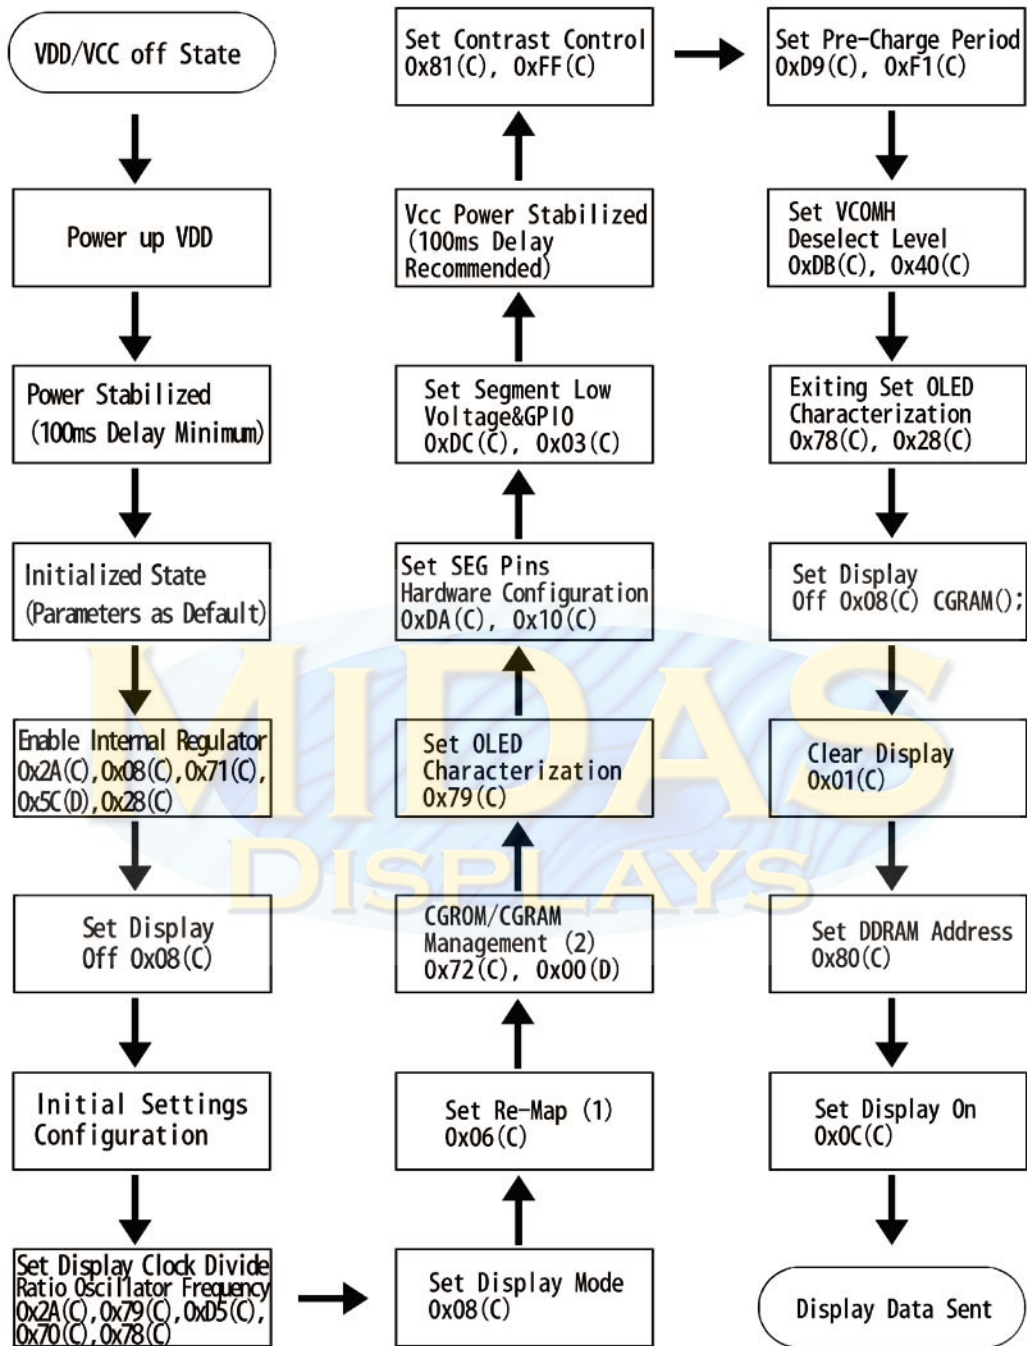 VDD/VCC off State
Power up VDD
Power Stabilized
(100ms Delay Minimum)
Initialized State
(Parameters as Default)
Enable Internal Regulator
0x2A(C),0x08(C),0x71(C),
0x5C(D),0x28(C)
Set Display
Off 0x08(C)
Initial Settings
Configuration
Set Display Clock Divide
Ratio Oscillator Frequency
0x2A(C),0x79(C),0xD5(C),
0x70(C),0x78(C)
Set Display Mode
0x08(C)
Set Re-Map (1)
0x06(C)
CGROM/CGRAM
Management (2)
0x72(C), 0x00(D)
Set OLED
Characterization
0x79(C)
Set SEG Pins
Hardware Configuration
0xDA(C), 0x10(C)
Set Segment Low
Voltage&GPIO
0xDC(C), 0x03(C)
Vcc Power Stabilized
(100ms Delay
Recommended)
Set Contrast Control
0x81(C), 0xFF(C)
Set Pre-Charge Period
0xD9(C), 0xF1(C)
Set VCOMH
Deselect Level
0xDB(C), 0x40(C)
Exiting Set OLED
Characterization
0x78(C), 0x28(C)
Set Display
Off 0x08(C) CGRAM();
Clear Display
0x01(C)
Set DDRAM Address
0x80(C)
Set Display On
0x0C(C)
Display Data Sent
MIDAS
DISPLAYS